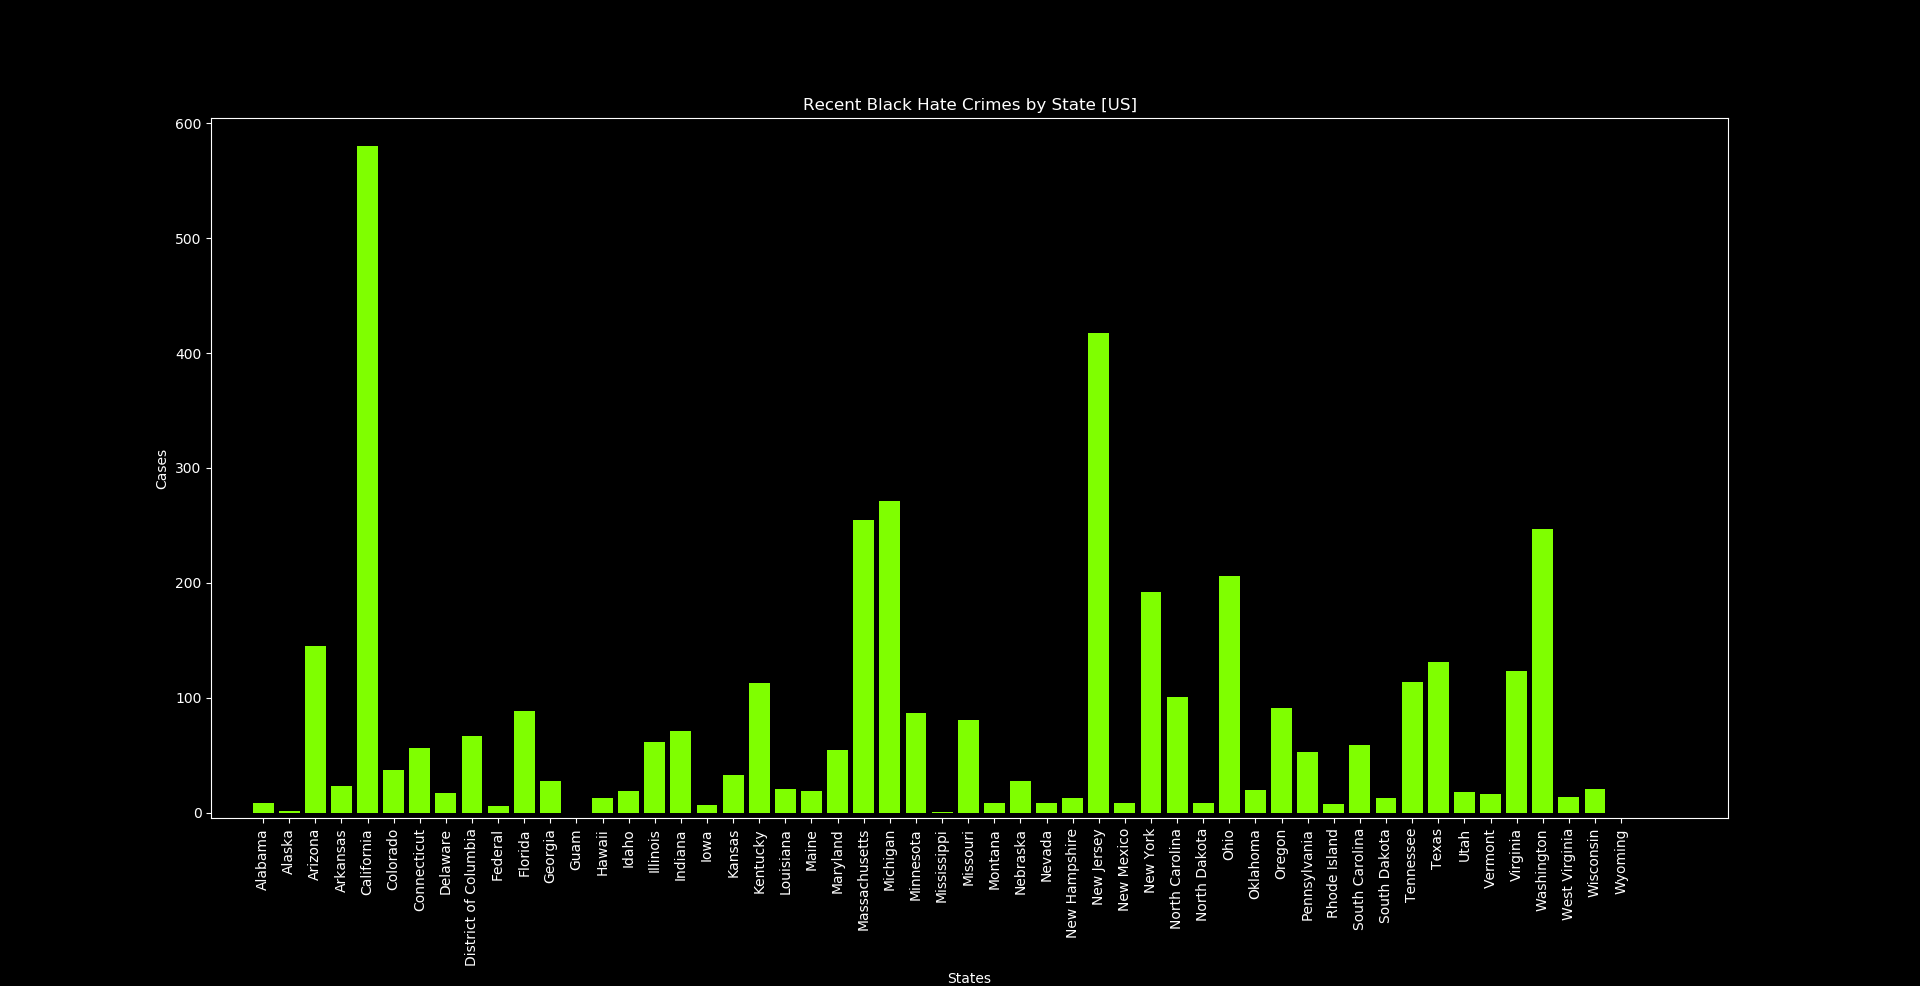 Recent Black Hate Crimes by State [US]
600
500
400
300
200
100
0
Cases
Alabama
Alaska
Arizona
Arkansas
California
Colorado
Connecticut
Delaware
District of Columbia
Federal
Florida
Georgia
Guam
Hawaii
Idaho
Illinois
Indiana
Iowa
Kansas
Kentucky
Louisiana
Maine
Maryland
Massachusetts
Michigan
Minnesota
Mississippi
Missouri
Montana
Nebraska
Nevada
New Hampshire
New Jersey
New Mexico
New York
North Carolina
North Dakota
Ohio
Oklahoma
Oregon
Pennsylvania
Rhode Island
South Carolina
South Dakota
Tennessee
Texas
Utah
Vermont
Virginia
Washington
West Virginia
Wisconsin
Wyoming
States